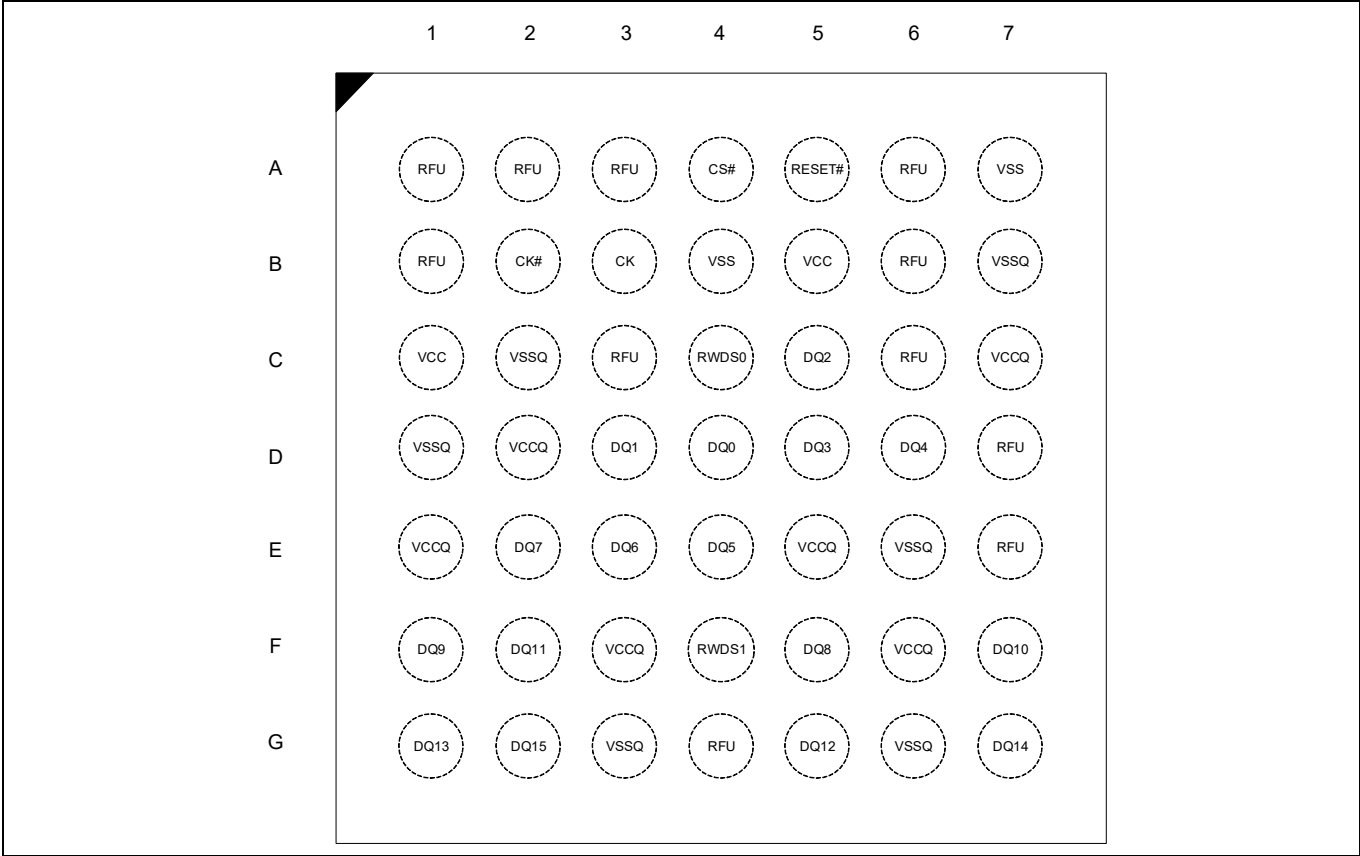 1 2 3 4 5 6 7
A RFU RFU RFU CS# RESET# RFU VSS
B RFU CK# CK VSS VCC RFU VSSQ
C VCC VSSQ RFU RWDS0 DQ2 RFU VCCQ
D VSSQ VCCQ DQ1 DQ0 DQ3 DQ4 RFU
E VCCQ DQ7 DQ6 DQ5 VCCQ VSSQ RFU
F DQ9 DQ11 VCCQ RWDS1 DQ8 VCCQ DQ10
G DQ13 DQ15 VSSQ RFU DQ12 VSSQ DQ14